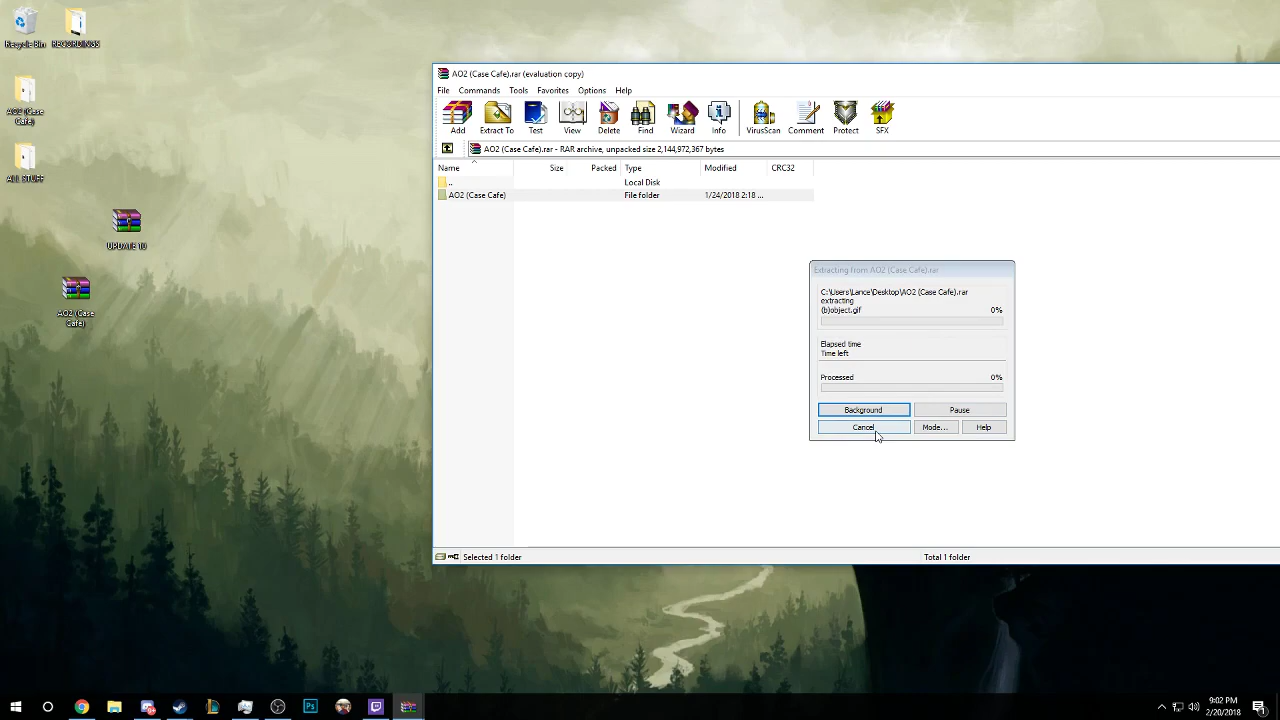 Recycle Bin
RECORDINGS
AO2 (Case
Cafe)
ALL STUFF
UPDATE 10
AO2 (Case
Cafe)
AO2 (Case Cafe).rar (evaluation copy)
File Commands Tools Favorites Options Help
Add Extract To Test View Delete Find Wizard Info VirusScan Comment Protect SFX
AO2 (Case Cafe).rar - RAR archive, unpacked size 2,144,972,367 bytes
Name Size Packed Type Modified CRC32
.. Local Disk
AO2 (Case Cafe) File folder 1/24/2018 2:18 ...
Extracting from AO2 (Case Cafe).rar
C:\Users\Lance\Desktop\AO2 (Case Cafe).rar
extracting
(b)object.gif 0%
Elapsed time
Time left
Processed 0%
Background Pause
Cancel Mode... Help
Selected 1 folder Total 1 folder
Ps
9:02 PM
2/20/2018